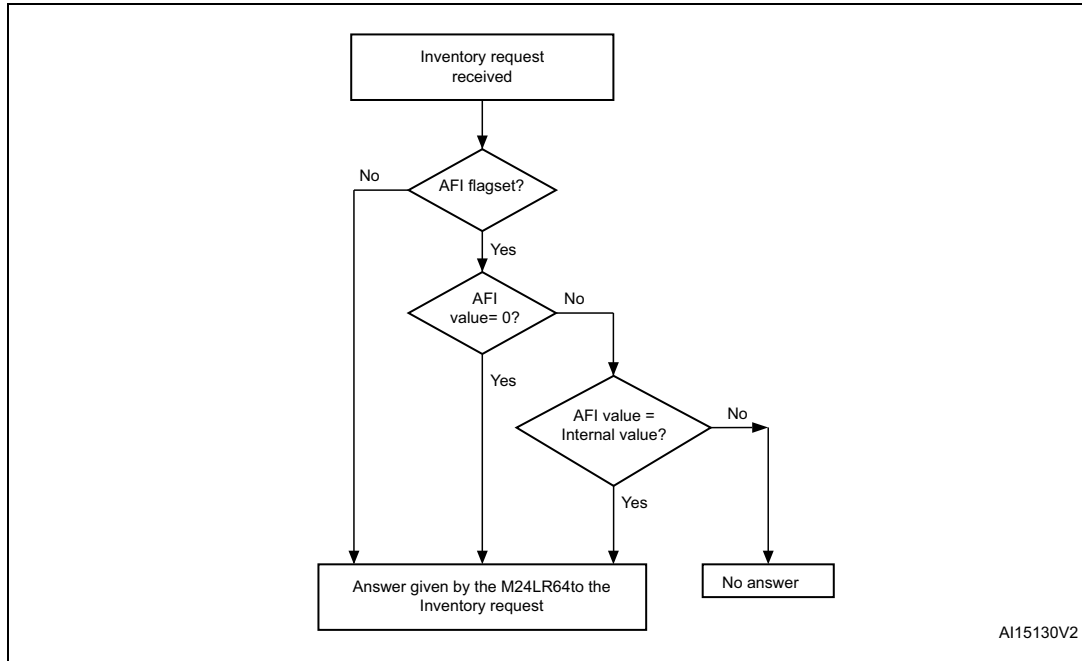 Inventory request
received
No
AFI flagset?
Yes
AFI
value= 0?
No
Yes
AFI value =
Internal value?
No
Yes
Answer given by the M24LR64to the
Inventory request
No answer
AI15130V2